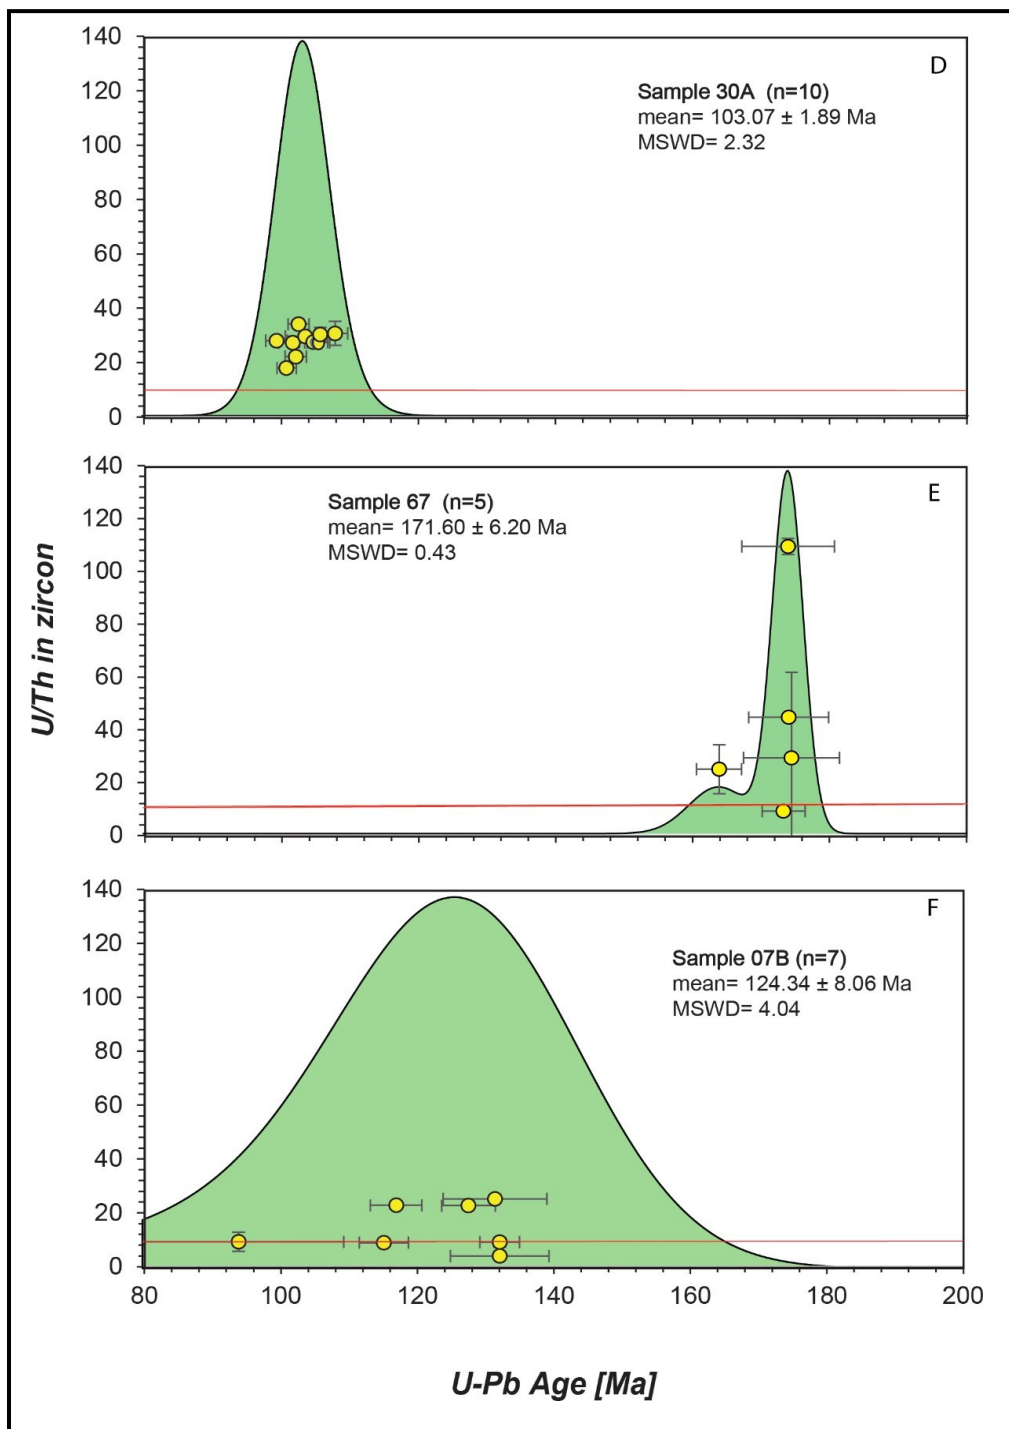 140
120
100
80
60
40
20
0
D
Sample 30A (n=10)
mean= 103.07 ± 1.89 Ma
MSWD= 2.32
140
120
100
80
60
40
20
0
E
Sample 67 (n=5)
mean= 171.60 ± 6.20 Ma
MSWD= 0.43
U/Th in zircon
140
120
100
80
60
40
20
0
F
Sample 07B (n=7)
mean= 124.34 ± 8.06 Ma
MSWD= 4.04
80 100 120 140 160 180 200
U-Pb Age [Ma]